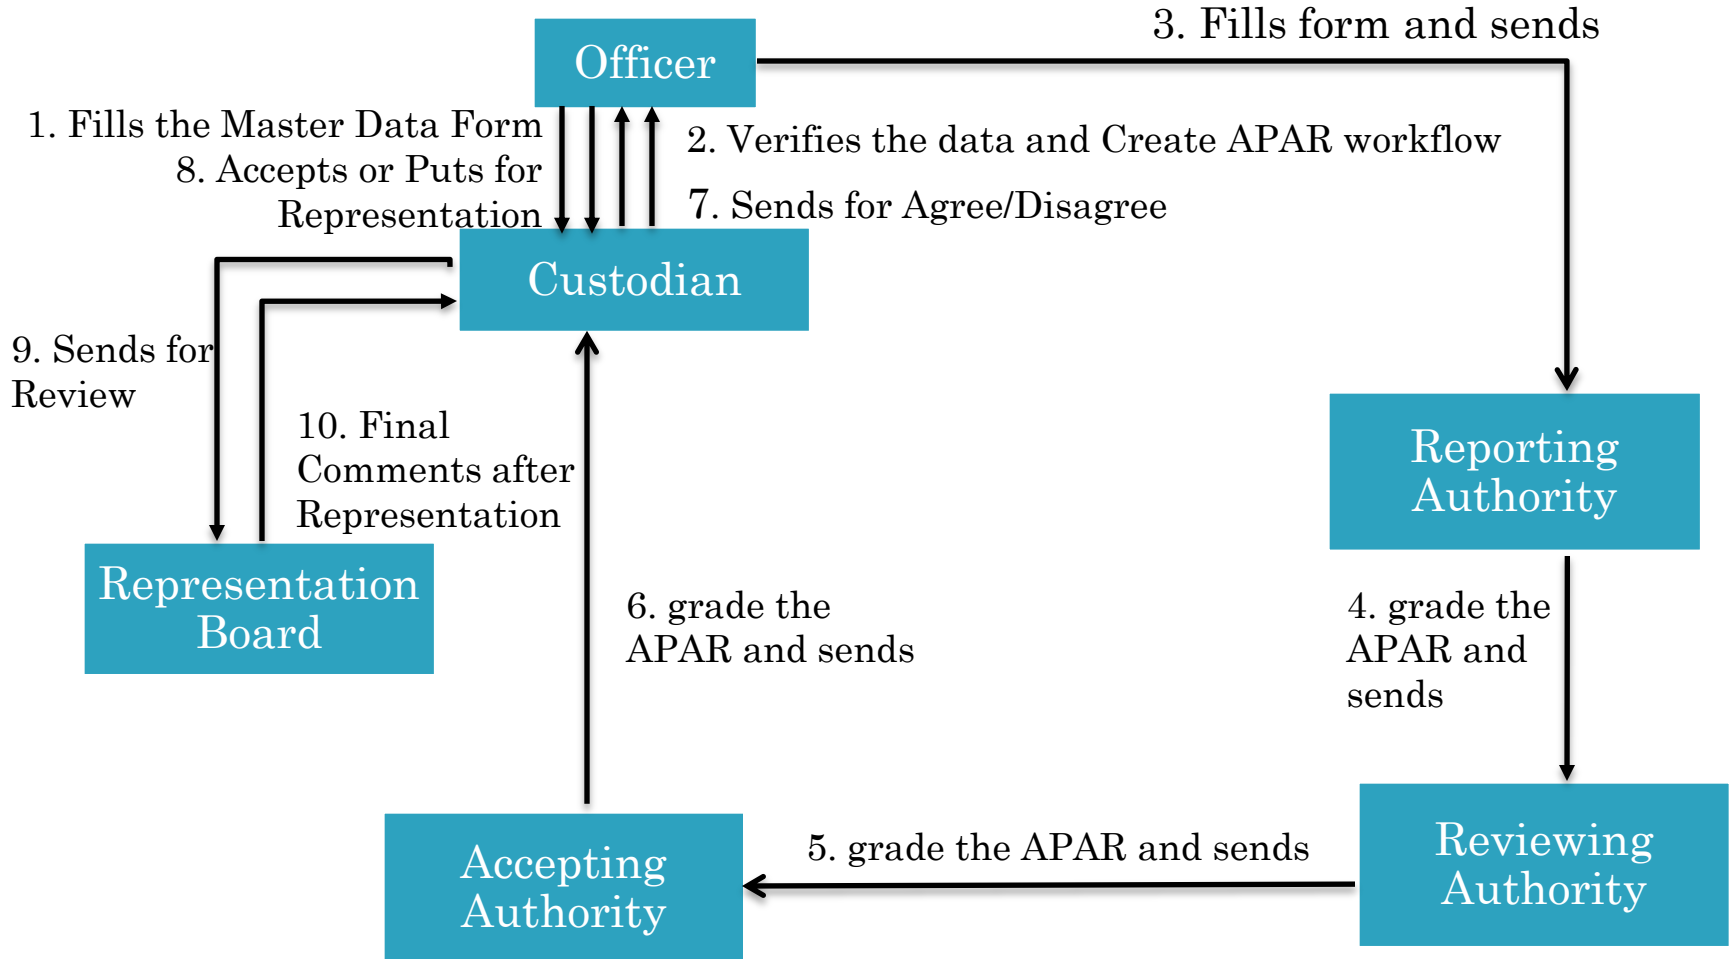 3. Fills form and sends
Officer
1. Fills the Master Data Form
8. Accepts or Puts for
Representation
2. Verifies the data and Create APAR workflow
7. Sends for Agree/Disagree
Custodian
9. Sends for
Review
10. Final
Comments after
Representation
Reporting
Authority
Representation
Board
6. grade the
APAR and sends
4. grade the
APAR and
sends
Accepting
Authority
5. grade the APAR and sends
Reviewing
Authority